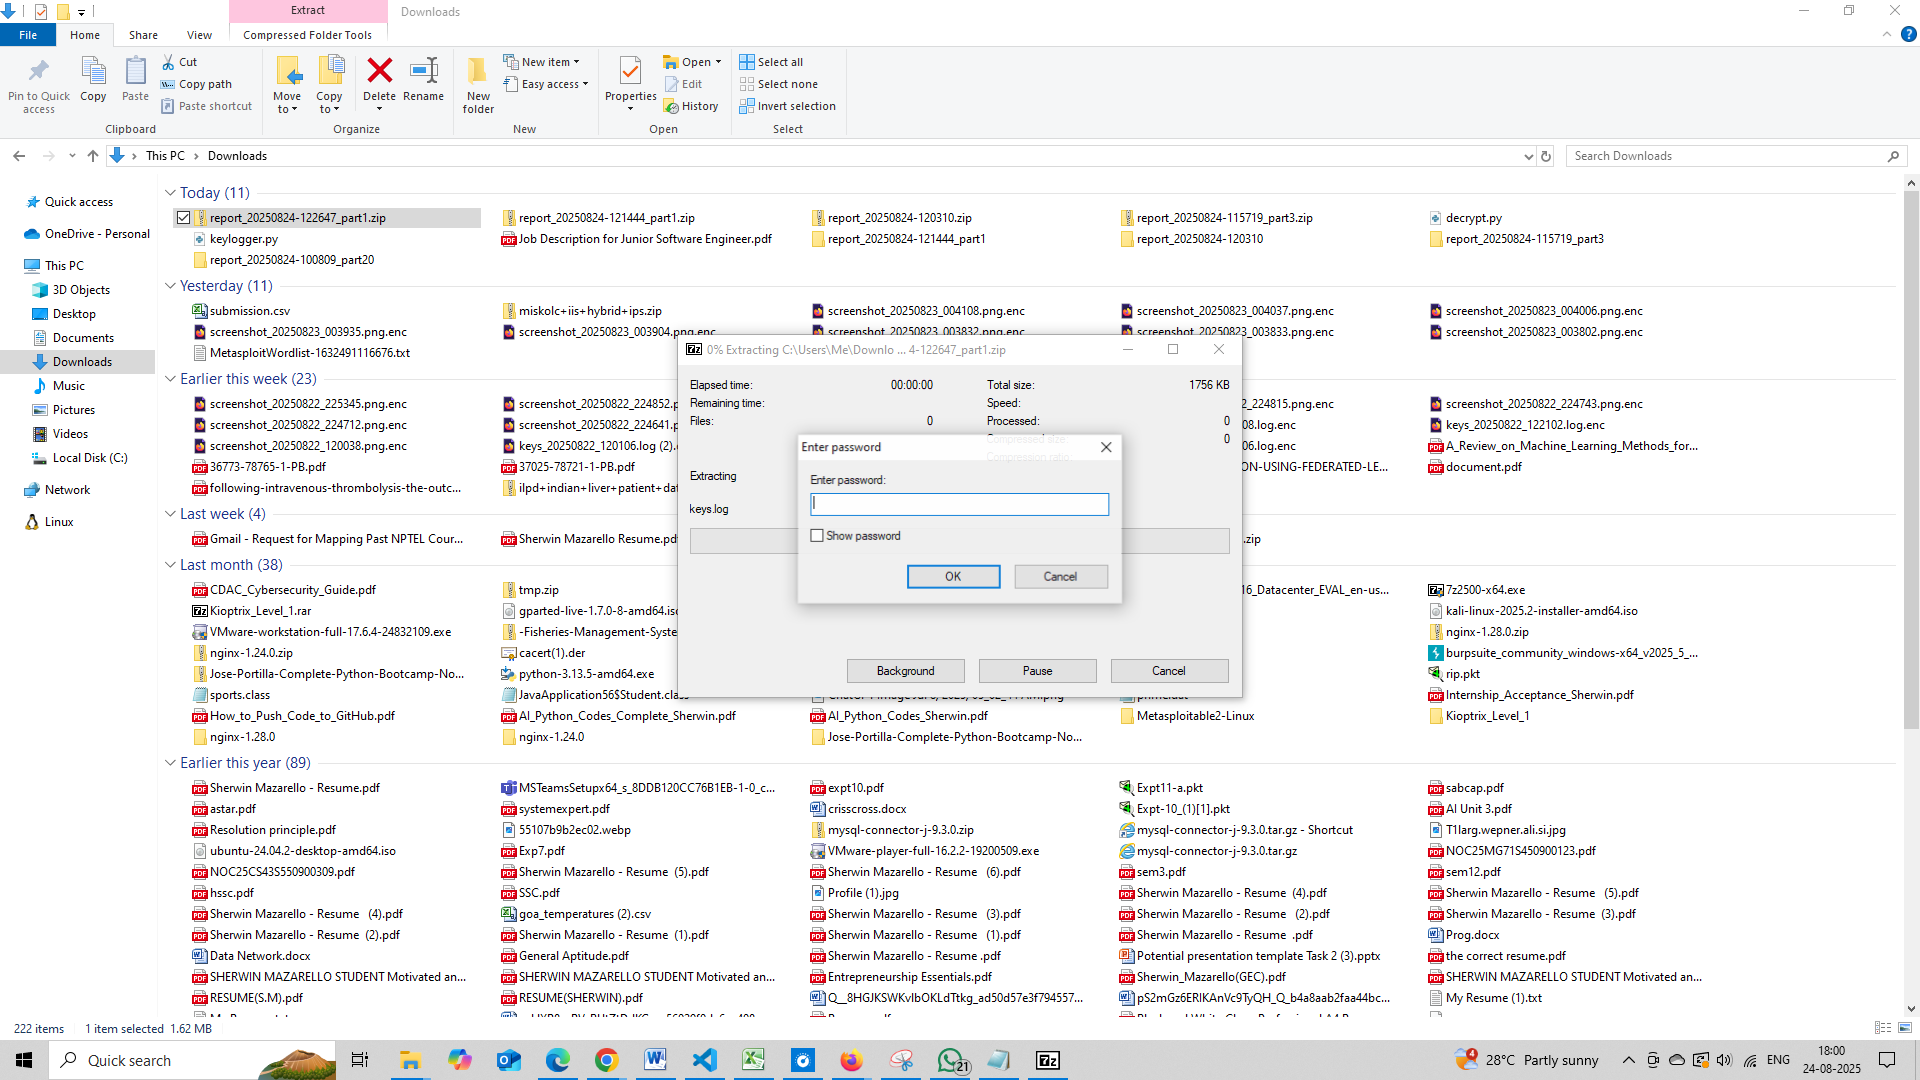 Extract
Downloads
File
Home
Share
View
Compressed Folder Tools
Pin to Quick access
Copy
Paste
Cut
Copy path
Paste shortcut
Clipboard
Move to
Copy to
Delete
Rename
Organize
New folder
New item
Easy access
New
Properties
Open
Edit
History
Open
Select all
Select none
Invert selection
Select
This PC
Downloads
Search Downloads
Quick access
OneDrive - Personal
This PC
3D Objects
Desktop
Documents
Downloads
Music
Pictures
Videos
Local Disk (C:)
Network
Linux
Today (11)
report_20250824-122647_part1.zip
report_20250824-121444_part1.zip
report_20250824-120310.zip
report_20250824-115719_part3.zip
decrypt.py
keylogger.py
Job Description for Junior Software Engineer.pdf
report_20250824-121444_part1
report_20250824-120310
report_20250824-115719_part3
report_20250824-100809_part20
Yesterday (11)
submission.csv
miskolc+iis+hybrid+ips.zip
screenshot_20250823_004108.png.enc
screenshot_20250823_004037.png.enc
screenshot_20250823_004006.png.enc
screenshot_20250823_003935.png.enc
screenshot_20250823_003904.png.enc
screenshot_20250823_003832.png.enc
screenshot_20250823_003833.png.enc
screenshot_20250823_003802.png.enc
MetasploitWordlist-1632491116676.txt
Earlier this week (23)
screenshot_20250822_225345.png.enc
screenshot_20250822_224852.p
_224815.png.enc
screenshot_20250822_224743.png.enc
screenshot_20250822_224712.png.enc
screenshot_20250822_224641.p
08.log.enc
keys_20250822_122102.log.enc
screenshot_20250822_120038.png.enc
keys_20250822_120106.log (2).
06.log.enc
A_Review_on_Machine_Learning_Methods_for...
36773-78765-1-PB.pdf
37025-78721-1-PB.pdf
ON-USING-FEDERATED-LE...
document.pdf
following-intravenous-thrombolysis-the-outc...
ilpd+indian+liver+patient+dat
Last week (4)
Gmail - Request for Mapping Past NPTEL Cour...
Sherwin Mazarello Resume.pd
.zip
Last month (38)
CDAC_Cybersecurity_Guide.pdf
tmp.zip
16_Datacenter_EVAL_en-us...
7z2500-x64.exe
Kioptrix_Level_1.rar
gparted-live-1.7.0-8-amd64.iso
kali-linux-2025.2-installer-amd64.iso
VMware-workstation-full-17.6.4-24832109.exe
-Fisheries-Management-Syste
nginx-1.28.0.zip
nginx-1.24.0.zip
cacert(1).der
burpsuite_community_windows-x64_v2025_5_...
Jose-Portilla-Complete-Python-Bootcamp-No...
python-3.13.5-amd64.exe
rip.pkt
sports.class
JavaApplication56$Student.class
Internship_Acceptance_Sherwin.pdf
How_to_Push_Code_to_GitHub.pdf
AI_Python_Codes_Complete_Sherwin.pdf
AI_Python_Codes_Sherwin.pdf
Metasploitable2-Linux
Kioptrix_Level_1
nginx-1.28.0
nginx-1.24.0
Jose-Portilla-Complete-Python-Bootcamp-No...
0% Extracting C:\Users\Me\Downlo ... 4-122647_part1.zip
Elapsed time:
00:00:00
Total size:
1756 KB
Remaining time:
Speed:
Files:
0
Processed:
0
Compressed size:
0
Compression ratio:
Extracting
keys.log
Enter password
Enter password:
Show password
OK
Cancel
Background
Pause
Cancel
Earlier this year (89)
Sherwin Mazarello - Resume.pdf
MSTeamsSetupx64_s_8DDB120CC76B1EB-1-0_c...
expt10.pdf
Expt11-a.pkt
sabcap.pdf
astar.pdf
systemexpert.pdf
crisscross.docx
Expt-10_(1)[1].pkt
AI Unit 3.pdf
Resolution principle.pdf
55107b9b2ec02.webp
mysql-connector-j-9.3.0.zip
mysql-connector-j-9.3.0.tar.gz - Shortcut
T1larg.wepner.ali.si.jpg
ubuntu-24.04.2-desktop-amd64.iso
Exp7.pdf
VMware-player-full-16.2.2-19200509.exe
mysql-connector-j-9.3.0.tar.gz
NOC25MG71S450900123.pdf
NOC25CS43S550900309.pdf
Sherwin Mazarello - Resume (5).pdf
Sherwin Mazarello - Resume (6).pdf
sem3.pdf
sem12.pdf
hssc.pdf
SSC.pdf
Profile (1).jpg
Sherwin Mazarello - Resume (4).pdf
Sherwin Mazarello - Resume (5).pdf
Sherwin Mazarello - Resume (4).pdf
goa_temperatures (2).csv
Sherwin Mazarello - Resume (3).pdf
Sherwin Mazarello - Resume (2).pdf
Sherwin Mazarello - Resume (3).pdf
Sherwin Mazarello - Resume (2).pdf
Sherwin Mazarello - Resume (1).pdf
Sherwin Mazarello - Resume (1).pdf
Sherwin Mazarello - Resume .pdf
Prog.docx
Data Network.docx
General Aptitude.pdf
Sherwin Mazarello - Resume .pdf
Potential presentation template Task 2 (3).pptx
the correct resume.pdf
SHERWIN MAZARELLO STUDENT Motivated an...
SHERWIN MAZARELLO STUDENT Motivated an...
Entrepreneurship Essentials.pdf
Sherwin_Mazarello(GEC).pdf
SHERWIN MAZARELLO STUDENT Motivated an...
RESUME(S.M).pdf
RESUME(SHERWIN).pdf
Q__8HGJKSWKvIbOKLdTtkg_ad50d57e3f794557...
pS2mGz6ERlKAnVc9TyQH_Q_b4a8aab2faa44bc...
My Resume (1).txt
222 items
1 item selected 1.62 MB
Quick search
21
4
28°C Partly sunny
ENG
18:00
24-08-2025